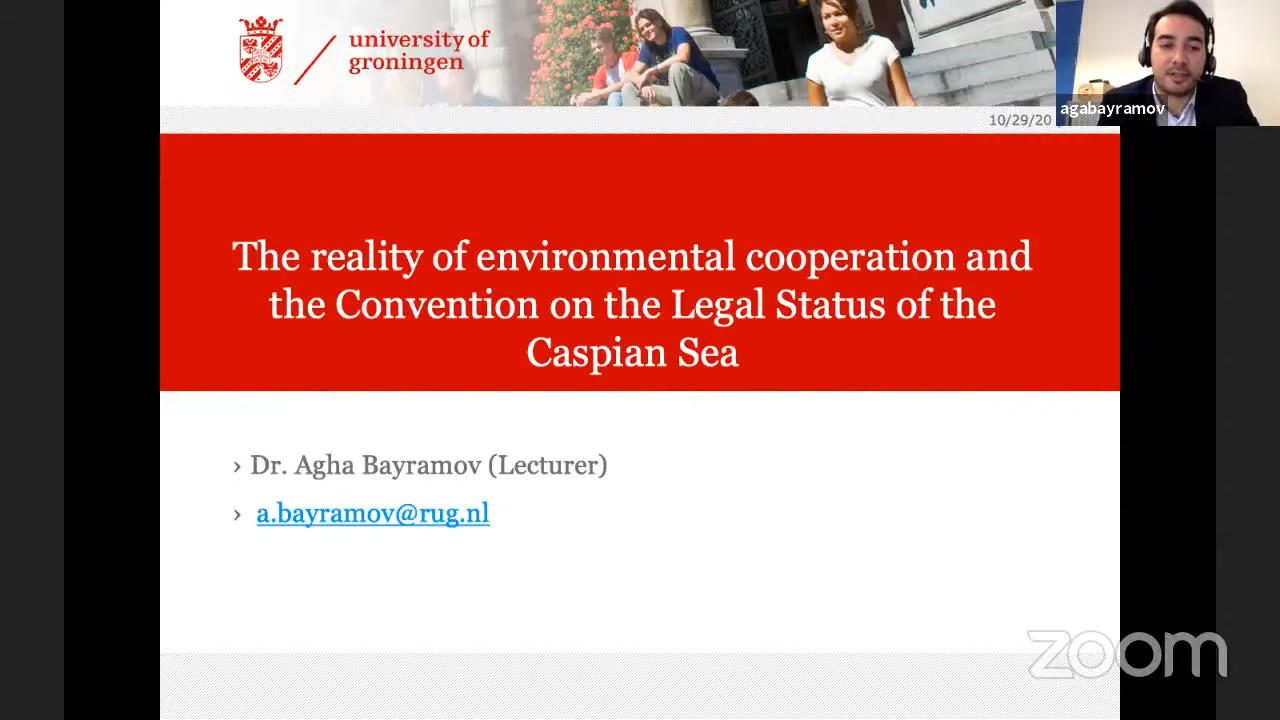 university of
groningen
agabayramov
10/29/20
The reality of environmental cooperation and
the Convention on the Legal Status of the
Caspian Sea
› Dr. Agha Bayramov (Lecturer)
› a.bayramov@rug.nl
zoom